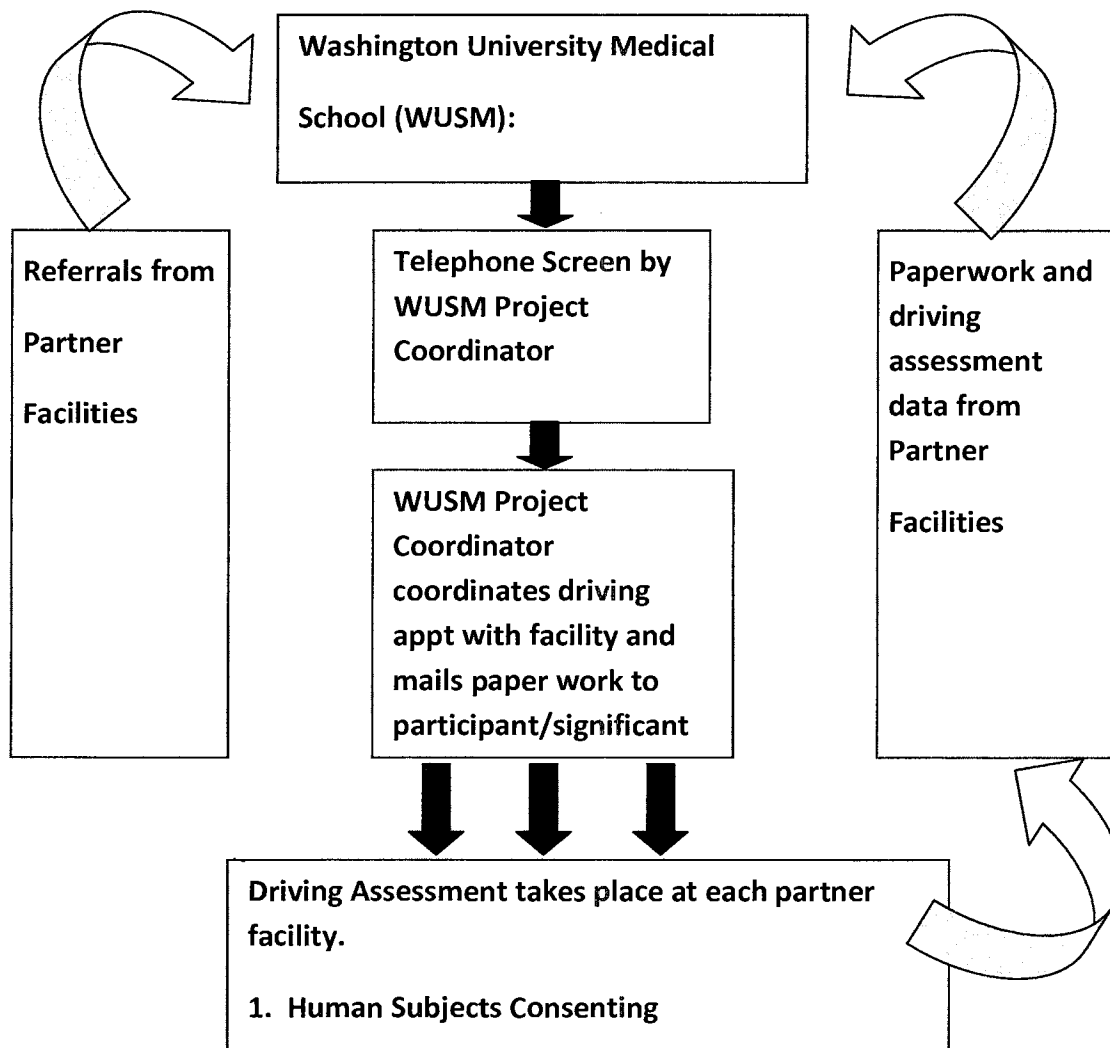 Washington University Medical
School (WUSM):
Referrals from
Partner
Facilities
Telephone Screen by
WUSM Project
Coordinator
Paperwork and
driving
assessment
data from
Partner
Facilities
WUSM Project
Coordinator
coordinates driving
appt with facility and
mails paper work to
participant/significant
Driving Assessment takes place at each partner
facility.
1. Human Subjects Consenting